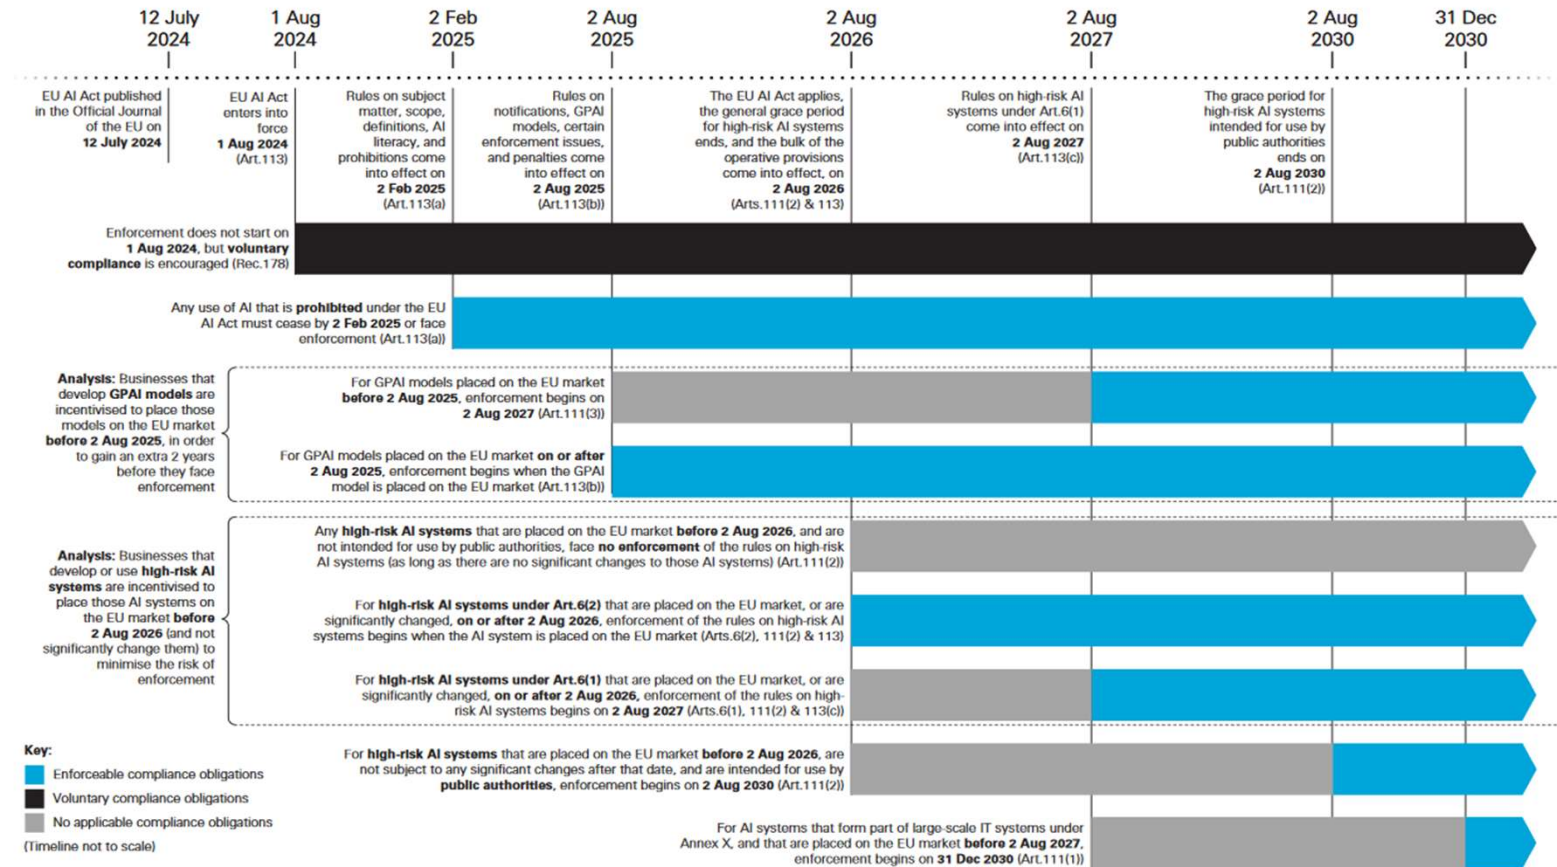 12 July
2024
1 Aug
2024
2 Feb
2025
2 Aug
2025
2 Aug
2026
2 Aug
2027
2 Aug
2030
31 Dec
2030
EU AI Act published
in the Official Journal
of the EU on
12 July 2024
EU AI Act
enters into
force
1 Aug 2024
(Art.113)
Rules on subject
matter, scope,
definitions, AI
literacy, and
prohibitions come
into effect on
2 Feb 2025
(Art.113(a)
Rules on
notifications, GPAI
models, certain
enforcement issues,
and penalties come
into effect on
2 Aug 2025
(Art.113(b))
The EU AI Act applies,
the general grace period
for high-risk AI systems
ends, and the bulk of the
operative provisions
come into effect, on
2 Aug 2026
(Arts.111(2) & 113)
Rules on high-risk AI
systems under Art.6(1)
come into effect on
2 Aug 2027
(Art.113(c))
The grace period for
high-risk AI systems
intended for use by
public authorities
ends on
2 Aug 2030
(Art.111(2))
Enforcement does not start on
1 Aug 2024, but voluntary
compliance is encouraged (Rec.178)
Any use of AI that is prohibited under the EU
AI Act must cease by 2 Feb 2025 or face
enforcement (Art.113(a))
Analysis: Businesses that
develop GPAI models are
incentivised to place those
models on the EU market
before 2 Aug 2025, in order
to gain an extra 2 years
before they face
enforcement
For GPAI models placed on the EU market
before 2 Aug 2025, enforcement begins on
2 Aug 2027 (Art.111(3))
For GPAI models placed on the EU market on or after
2 Aug 2025, enforcement begins when the GPAI
model is placed on the EU market (Art.113(b))
Analysis: Businesses that
develop or use high-risk AI
systems are incentivised to
place those AI systems on
the EU market before
2 Aug 2026 (and not
significantly change them) to
minimise the risk of
enforcement
Any high-risk AI systems that are placed on the EU market before 2 Aug 2026, and are
not intended for use by public authorities, face no enforcement of the rules on high-risk
AI systems (as long as there are no significant changes to those AI systems) (Art.111(2))
For high-risk AI systems under Art.6(2) that are placed on the EU market, or are
significantly changed, on or after 2 Aug 2026, enforcement of the rules on high-risk AI
systems begins when the AI system is placed on the EU market (Arts.6(2), 111(2) & 113)
For high-risk AI systems under Art.6(1) that are placed on the EU market, or are
significantly changed, on or after 2 Aug 2026, enforcement of the rules on high-
risk AI systems begins on 2 Aug 2027 (Arts.6(1), 111(2) & 113(c))
For high-risk AI systems that are placed on the EU market before 2 Aug 2026, are
not subject to any significant changes after that date, and are intended for use by
public authorities, enforcement begins on 2 Aug 2030 (Art.111(2))
For AI systems that form part of large-scale IT systems under
Annex X, and that are placed on the EU market before 2 Aug 2027,
enforcement begins on 31 Dec 2030 (Art.111(1))
Key:
Enforceable compliance obligations
Voluntary compliance obligations
No applicable compliance obligations
(Timeline not to scale)